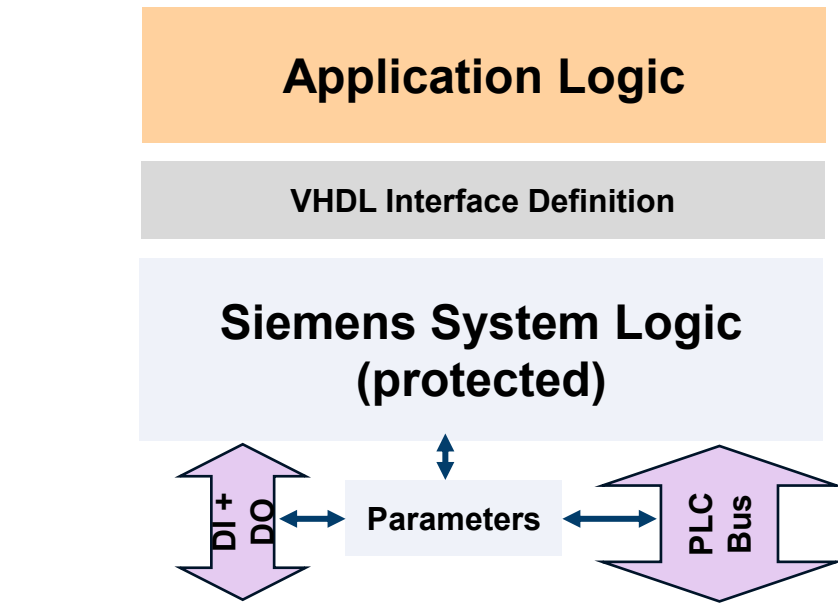 Application Logic
VHDL Interface Definition
Siemens System Logic
(protected)
DI +
DO
Parameters
PLC
Bus